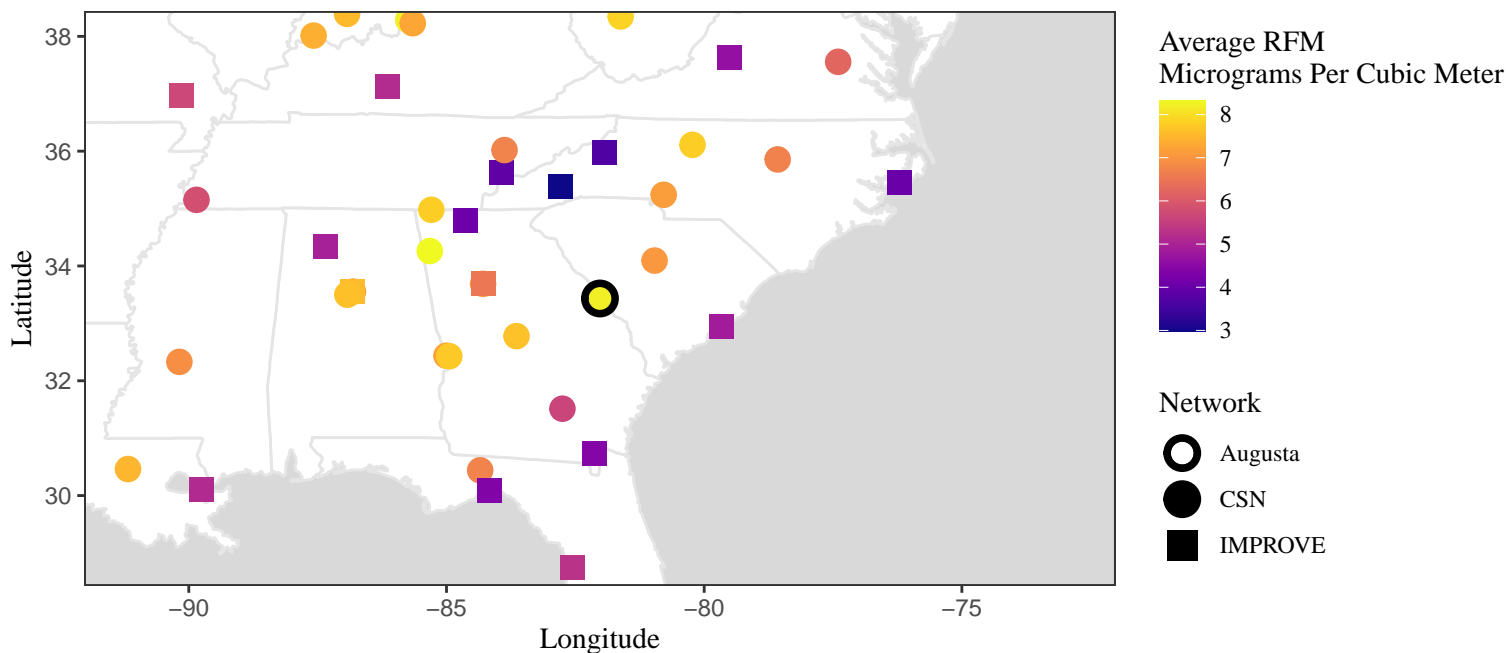 38
36
34
32
30
Latitude
−90
−85
−80
−75
Longitude
Average RFM
Micrograms Per Cubic Meter
8
7
6
5
4
3
Network
Augusta
CSN
IMPROVE